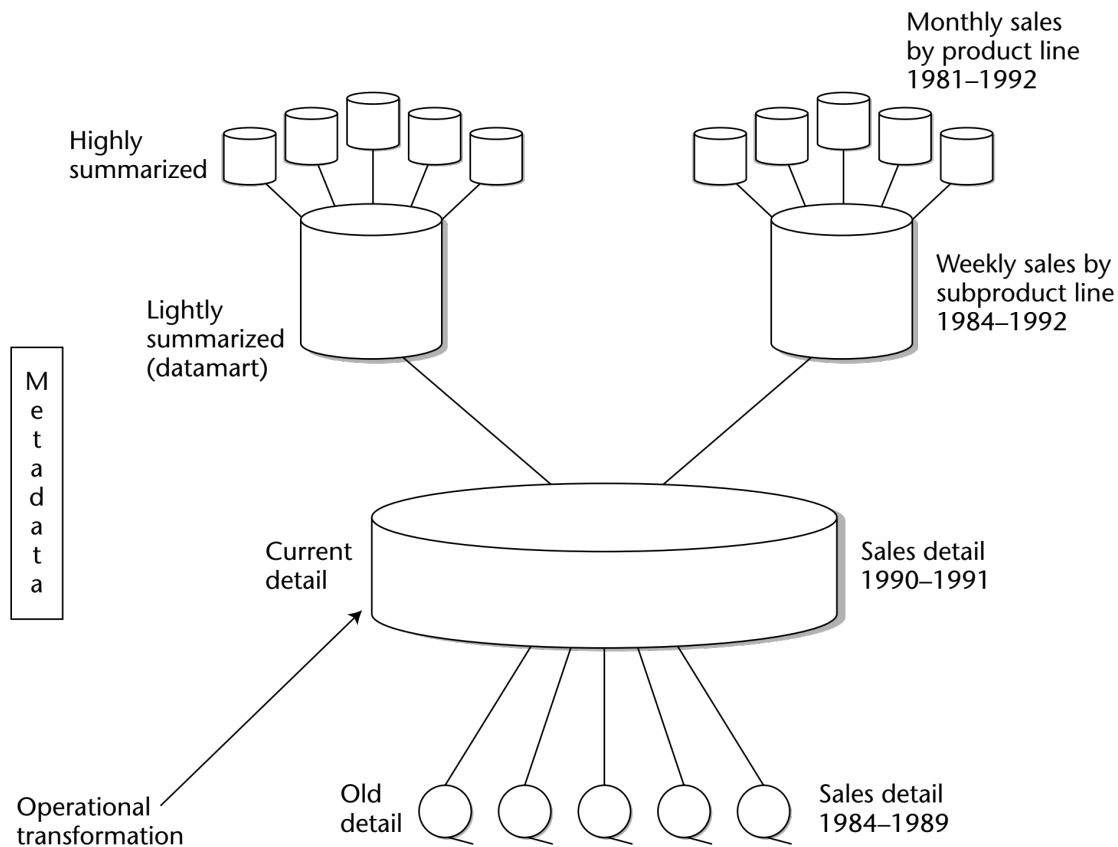 Monthly sales
by product line
1981–1992
Highly
summarized
Weekly sales by
subproduct line
1984–1992
Lightly
summarized
(datamart)
Metadata
Current
detail
Sales detail
1990–1991
Operational
transformation
Old
detail
Sales detail
1984–1989